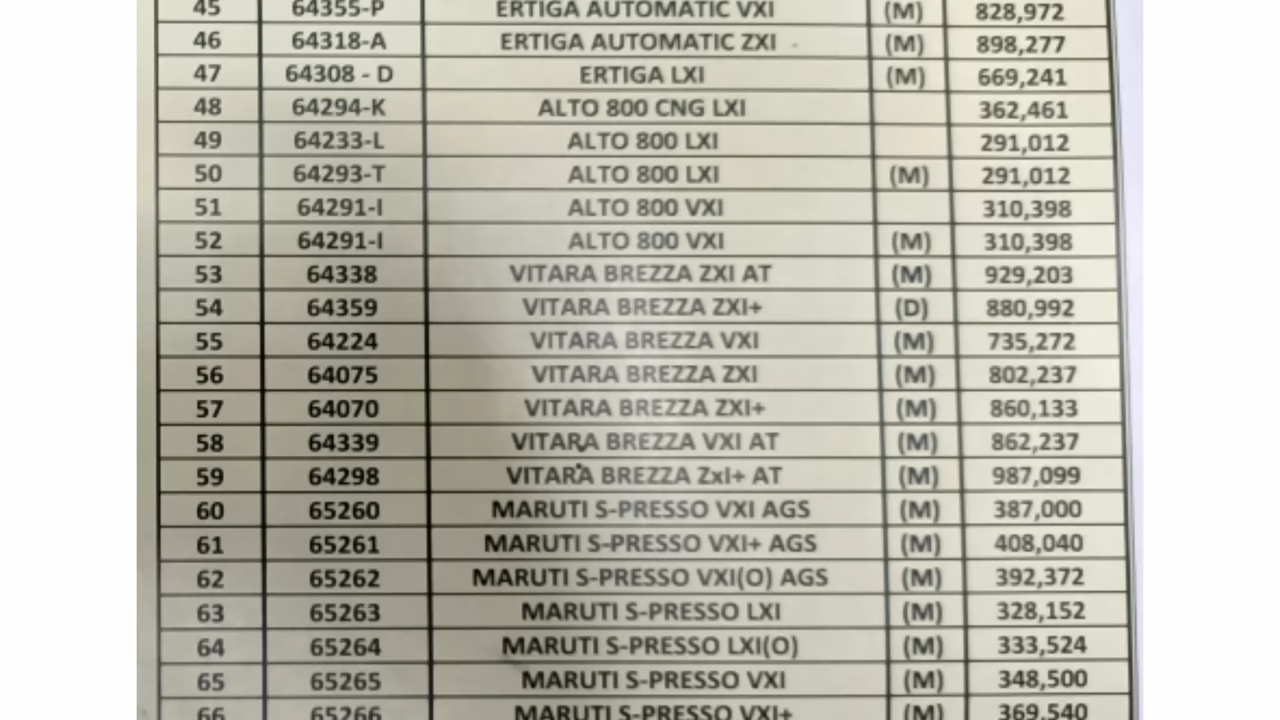 45 64355-P ERTIGA AUTOMATIC VXI (M) 828,972
46 64318-A ERTIGA AUTOMATIC ZXI (M) 898,277
47 64308 - D ERTIGA LXI (M) 669,241
48 64294-K ALTO 800 CNG LXI 362,461
49 64233-L ALTO 800 LXI 291,012
50 64293-T ALTO 800 LXI (M) 291,012
51 64291-I ALTO 800 VXI 310,398
52 64291-I ALTO 800 VXI (M) 310,398
53 64338 VITARA BREZZA ZXI AT (M) 929,203
54 64359 VITARA BREZZA ZXI+ (D) 880,992
55 64224 VITARA BREZZA VXI (M) 735,272
56 64075 VITARA BREZZA ZXI (M) 802,237
57 64070 VITARA BREZZA ZXI+ (M) 860,133
58 64339 VITARA BREZZA VXI AT (M) 862,237
59 64298 VITARA BREZZA ZxI+ AT (M) 987,099
60 65260 MARUTI S-PRESSO VXI AGS (M) 387,000
61 65261 MARUTI S-PRESSO VXI+ AGS (M) 408,040
62 65262 MARUTI S-PRESSO VXI(O) AGS (M) 392,372
63 65263 MARUTI S-PRESSO LXI (M) 328,152
64 65264 MARUTI S-PRESSO LXI(O) (M) 333,524
65 65265 MARUTI S-PRESSO VXI (M) 348,500
66 65266 MARUTI S-PRESSO VXI+ (M) 369,540